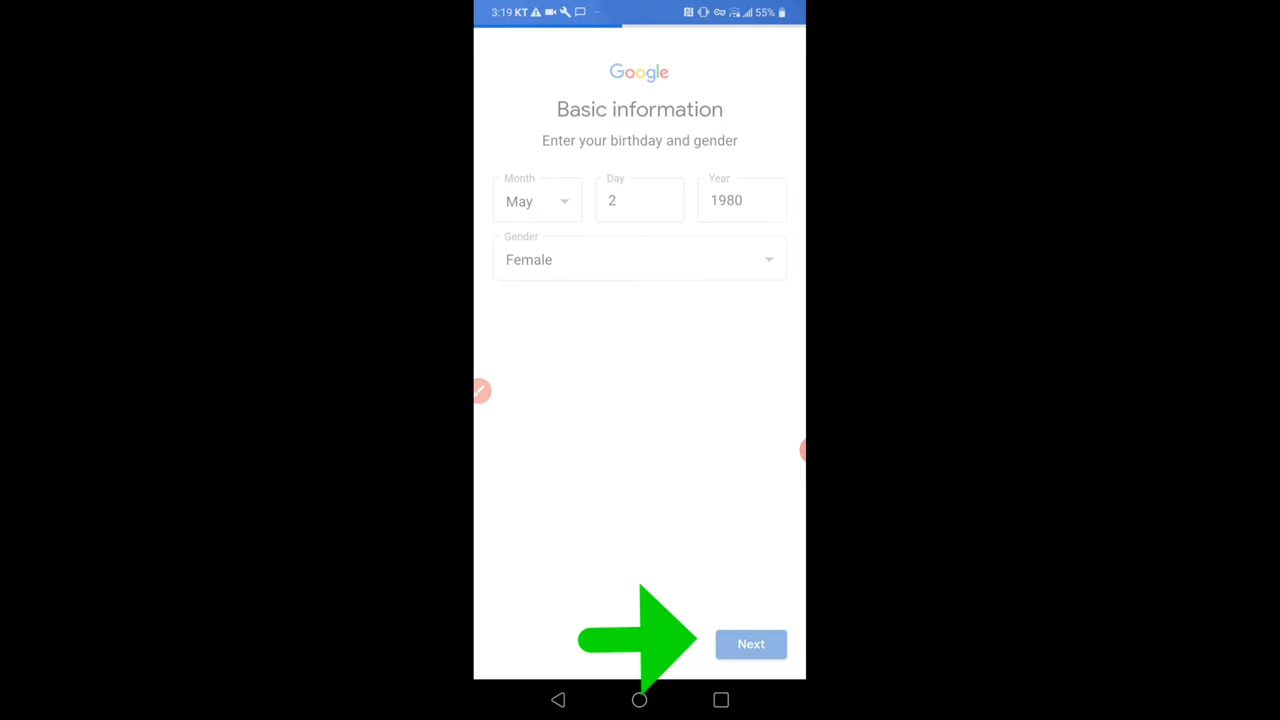 3:19 KT 55%
Google
Basic information
Enter your birthday and gender
Month Day Year
May 2 1980
Gender
Female
Next